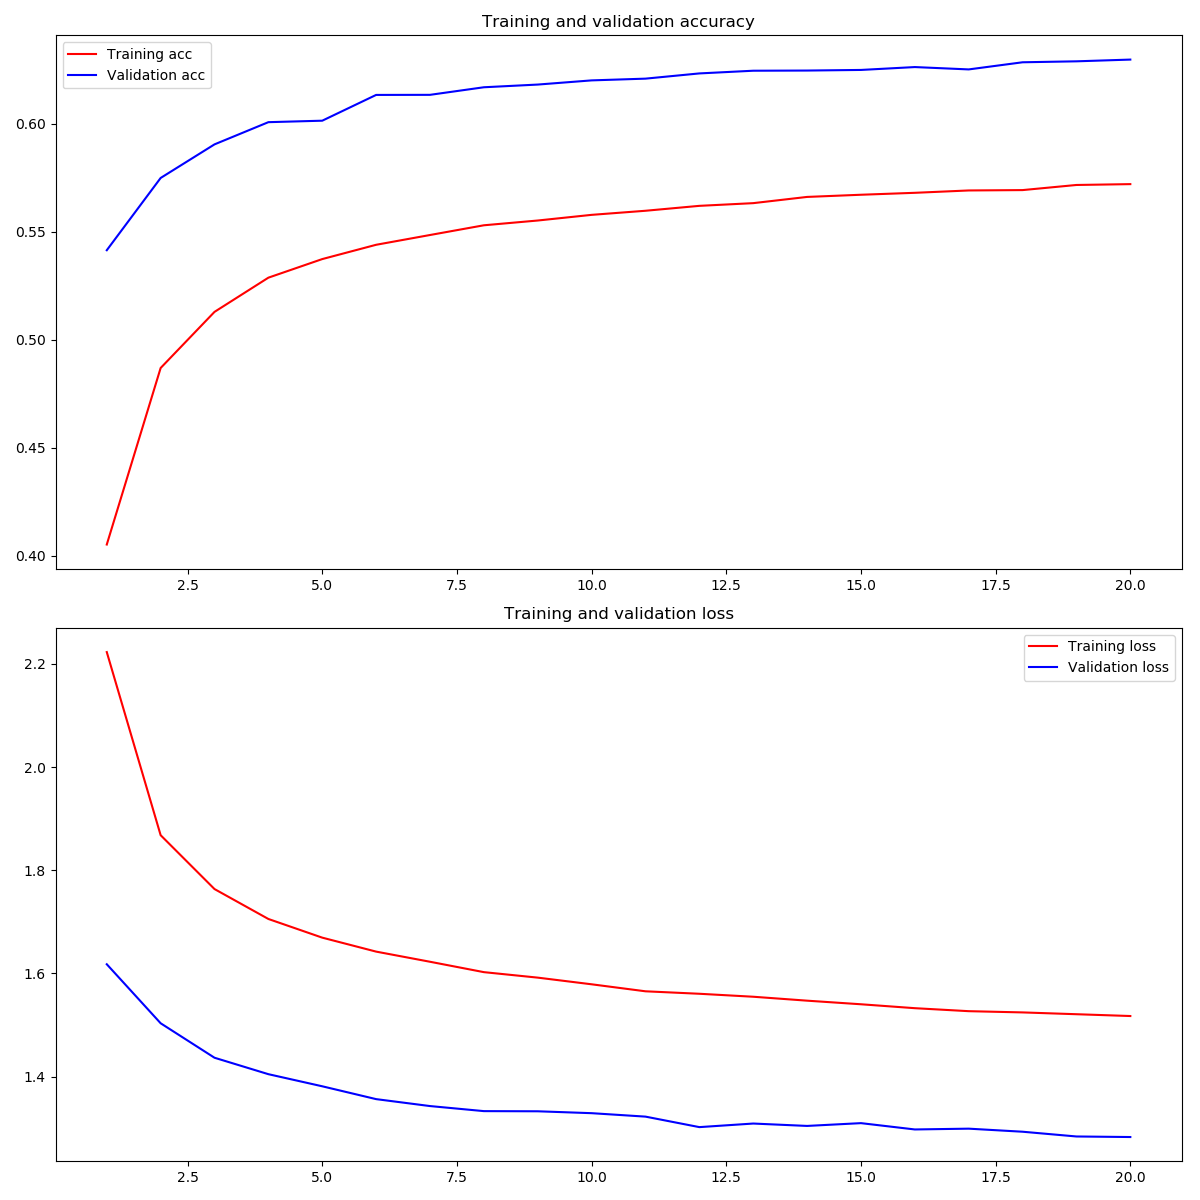 Training and validation accuracy
Training acc
Validation acc
0.60
0.55
0.50
0.45
0.40
2.5 5.0 7.5 10.0 12.5 15.0 17.5 20.0
Training and validation loss
Training loss
Validation loss
2.2
2.0
1.8
1.6
1.4
2.5 5.0 7.5 10.0 12.5 15.0 17.5 20.0